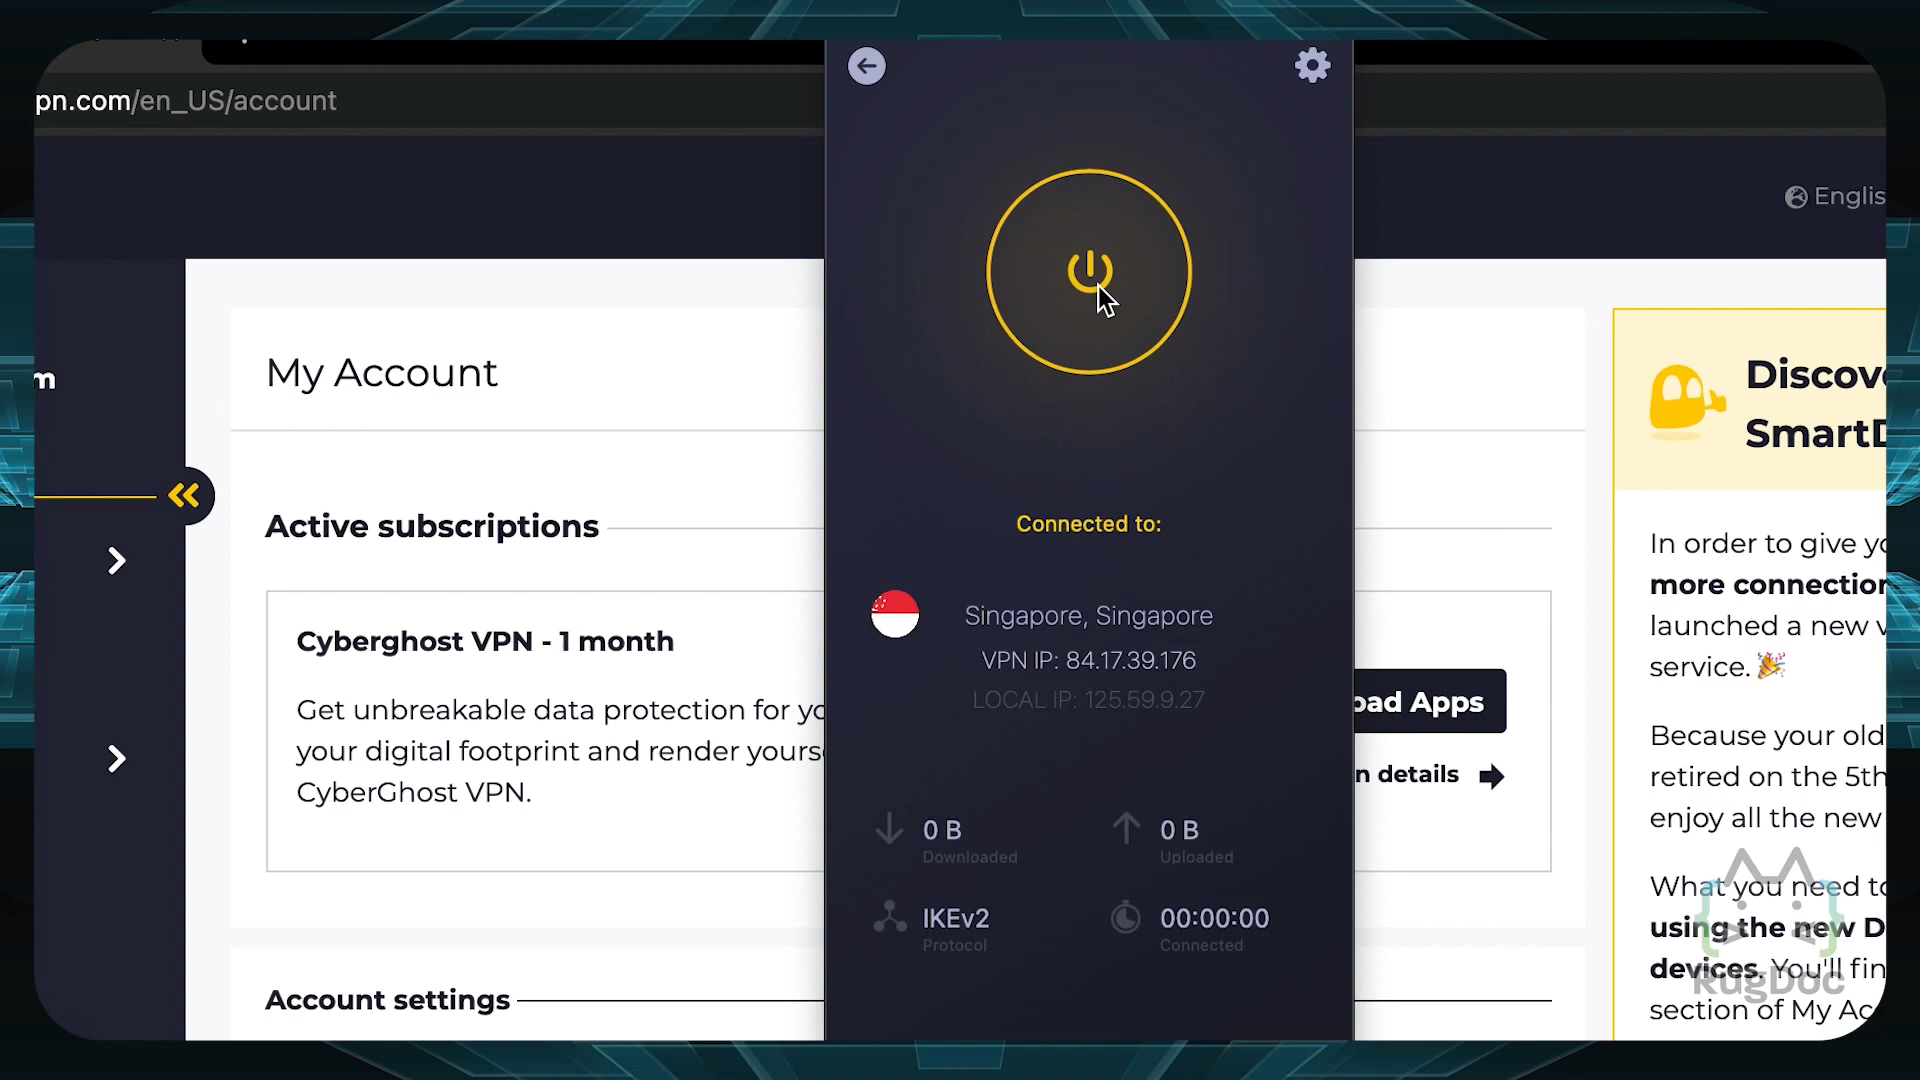 pn.com/en_US/account
Englis
m
My Account
Active subscriptions
Cyberghost VPN - 1 month
Get unbreakable data protection for yo
your digital footprint and render yourse
CyberGhost VPN.
oad Apps
n details
Account settings
Connected to:
Singapore, Singapore
VPN IP: 84.17.39.176
LOCAL IP: 125.59.9.27
0 B
Downloaded
0 B
Uploaded
IKEv2
Protocol
00:00:00
Connected
Discove
SmartD
In order to give yo
more connection
launched a new v
service. 🎉
Because your old
retired on the 5th
enjoy all the new
What you need to
using the new D
devices. You'll fin
section of My Ac
RugDoc